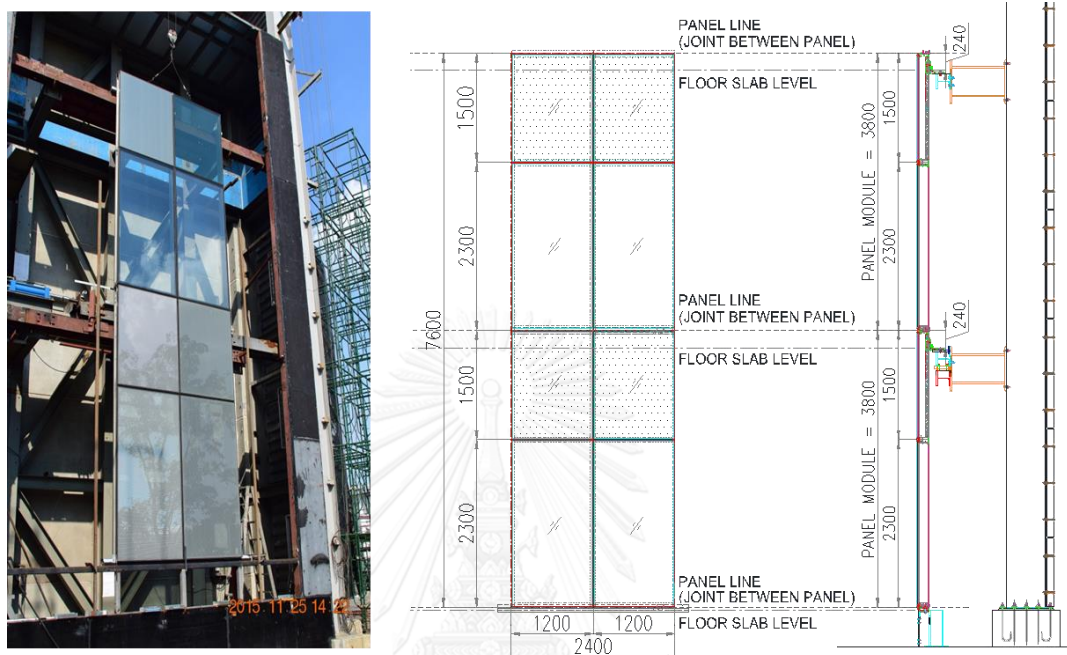 2015. 11. 25 14:22
PANEL LINE
(JOINT BETWEEN PANEL)
FLOOR SLAB LEVEL
1500
2300
7600
1500
2300
PANEL LINE
(JOINT BETWEEN PANEL)
FLOOR SLAB LEVEL
PANEL LINE
(JOINT BETWEEN PANEL)
FLOOR SLAB LEVEL
1200
1200
2400
240
PANEL MODULE = 3800
1500
2300
240
PANEL MODULE = 3800
1500
2300